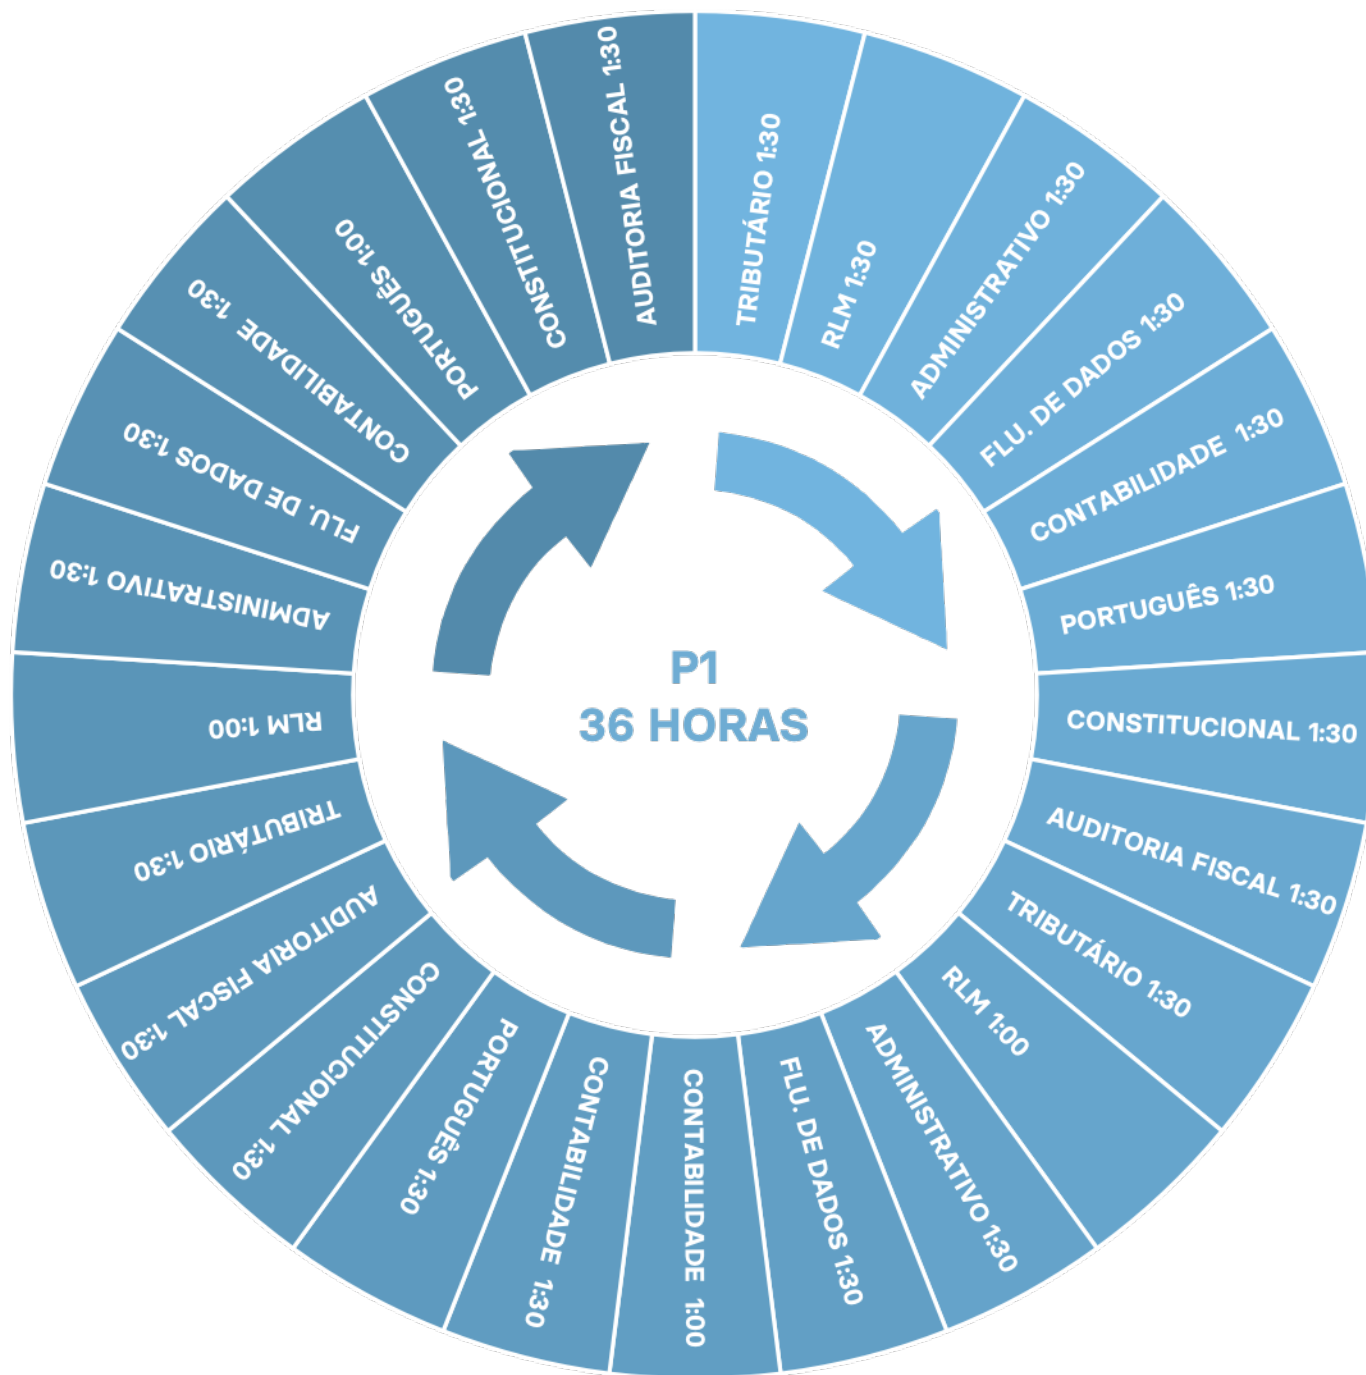 TRIBUTÁRIO 1:30
RLM 1:30
ADMINISTRATIVO 1:30
FLU. DE DADOS 1:30
CONTABILIDADE 1:30
PORTUGUÊS 1:30
CONSTITUCIONAL 1:30
AUDITORIA FISCAL 1:30
TRIBUTÁRIO 1:30
RLM 1:00
ADMINISTRATIVO 1:30
FLU. DE DADOS 1:30
CONTABILIDADE 1:00
CONTABILIDADE 1:30
PORTUGUÊS 1:30
CONSTITUCIONAL 1:30
AUDITORIA FISCAL 1:30
TRIBUTÁRIO 1:30
RLM 1:00
ADMINISTRATIVO 1:30
FLU. DE DADOS 1:30
CONTABILIDADE 1:30
PORTUGUÊS 1:00
CONSTITUCIONAL 1:30
AUDITORIA FISCAL 1:30
P1
36 HORAS